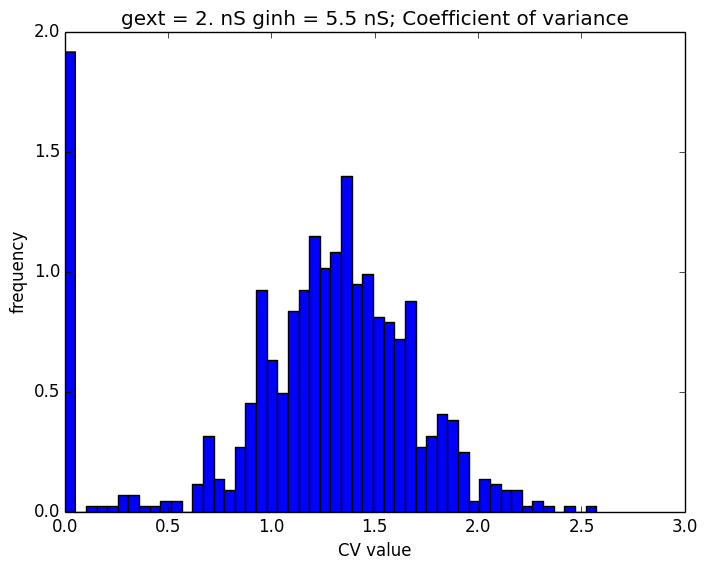 gext = 2. nS ginh = 5.5 nS; Coefficient of variance
2.0
1.5
1.0
0.5
0.0
frequency
0.0 0.5 1.0 1.5 2.0 2.5 3.0
CV value